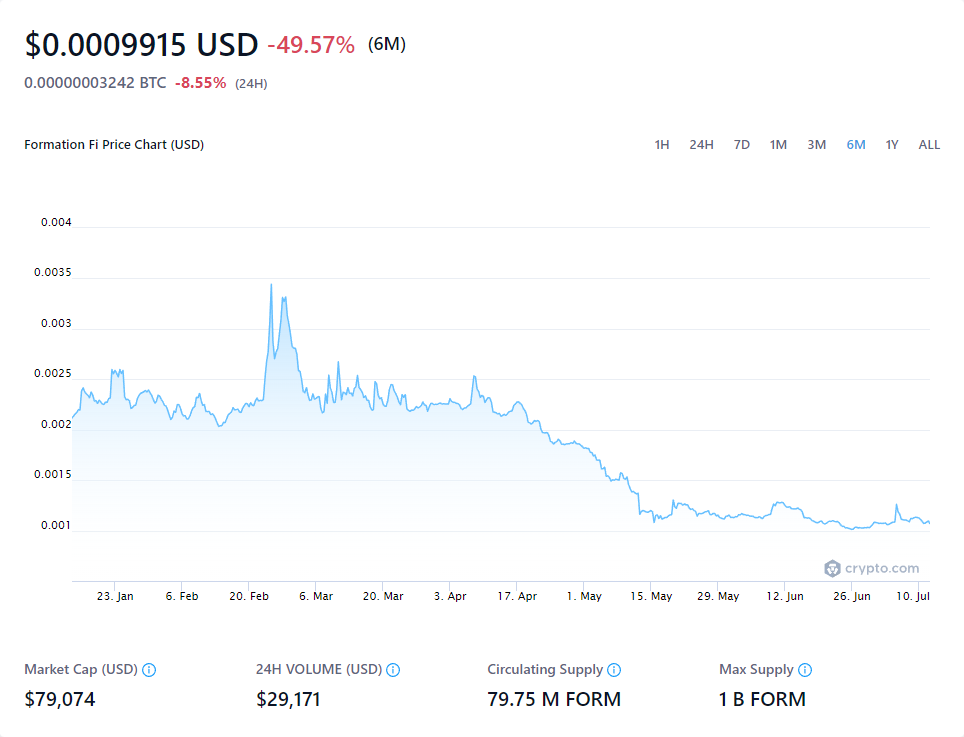 $0.0009915 USD -49.57% (6M)
0.00000003242 BTC -8.55% (24H)
Formation Fi Price Chart (USD) 1H 24H 7D 1M 3M 6M 1Y ALL
0.004
0.0035
0.003
0.0025
0.002
0.0015
0.001
crypto.com
23. Jan 6. Feb 20. Feb 6. Mar 20. Mar 3. Apr 17. Apr 1. May 15. May 29. May 12. Jun 26. Jun 10. Jul
Market Cap (USD) 24H VOLUME (USD) Circulating Supply Max Supply
$79,074 $29,171 79.75 M FORM 1 B FORM